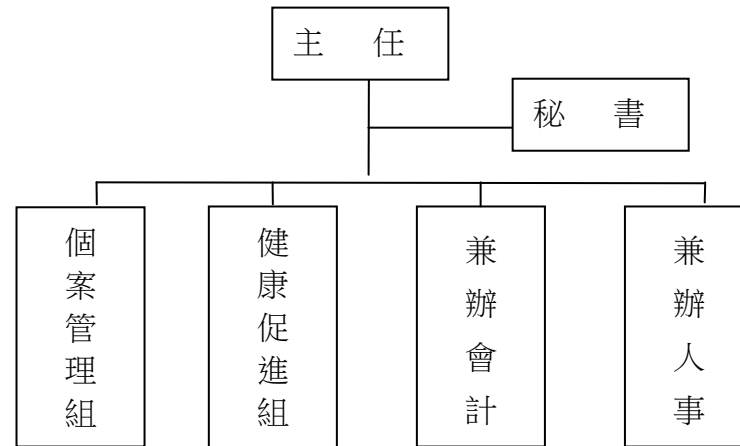 主 任
秘 書
個案管理組
健康促進組
兼辦會計
兼辦人事